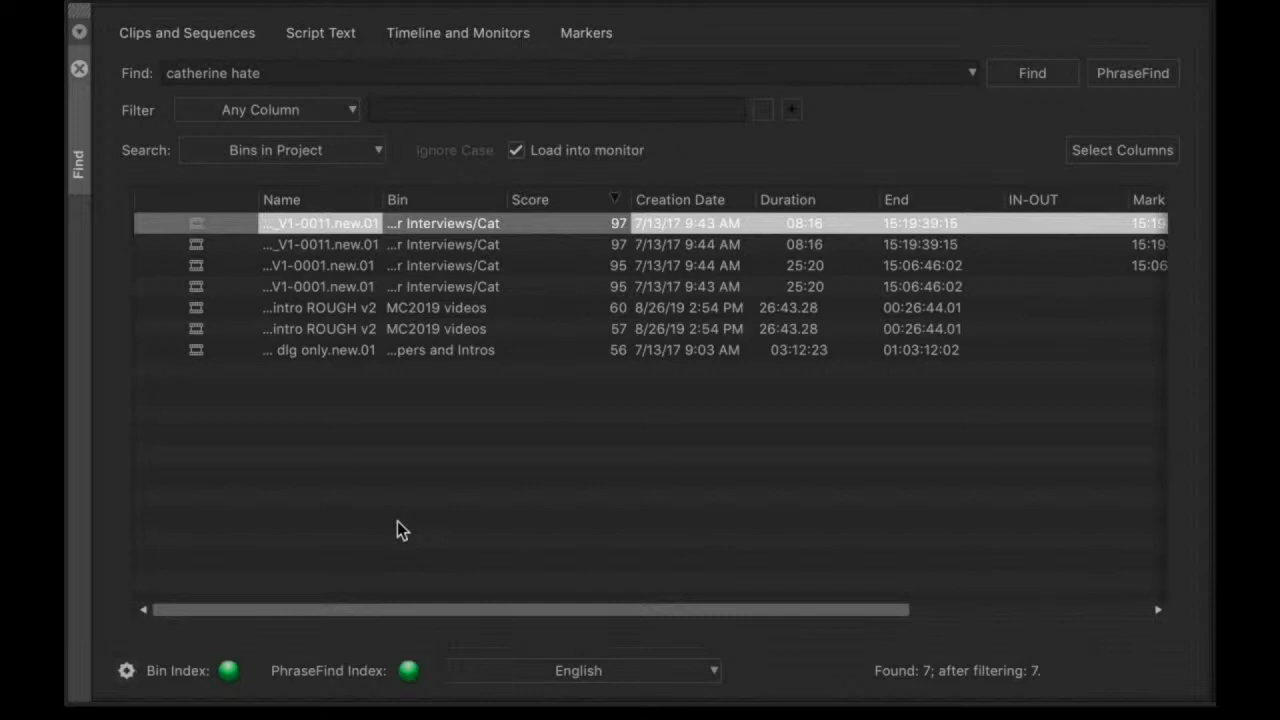 Clips and Sequences Script Text Timeline and Monitors Markers
Find: catherine hate Find PhraseFind
Filter Any Column +
Search: Bins in Project Ignore Case Load into monitor Select Columns
Find
Name Bin Score Creation Date Duration End IN-OUT Mark
..._V1-0011.new.01 ...r Interviews/Cat 97 7/13/17 9:43 AM 08:16 15:19:39:15 15:19
..._V1-0011.new.01 ...r Interviews/Cat 97 7/13/17 9:44 AM 08:16 15:19:39:15 15:19
...V1-0001.new.01 ...r Interviews/Cat 95 7/13/17 9:44 AM 25:20 15:06:46:02 15:06
...V1-0001.new.01 ...r Interviews/Cat 95 7/13/17 9:43 AM 25:20 15:06:46:02
...intro ROUGH v2 MC2019 videos 60 8/26/19 2:54 PM 26:43.28 00:26:44.01
...intro ROUGH v2 MC2019 videos 57 8/26/19 2:54 PM 26:43.28 00:26:44.01
... dlg only.new.01 ...pers and Intros 56 7/13/17 9:03 AM 03:12:23 01:03:12:02
Bin Index: PhraseFind Index: English Found: 7; after filtering: 7.